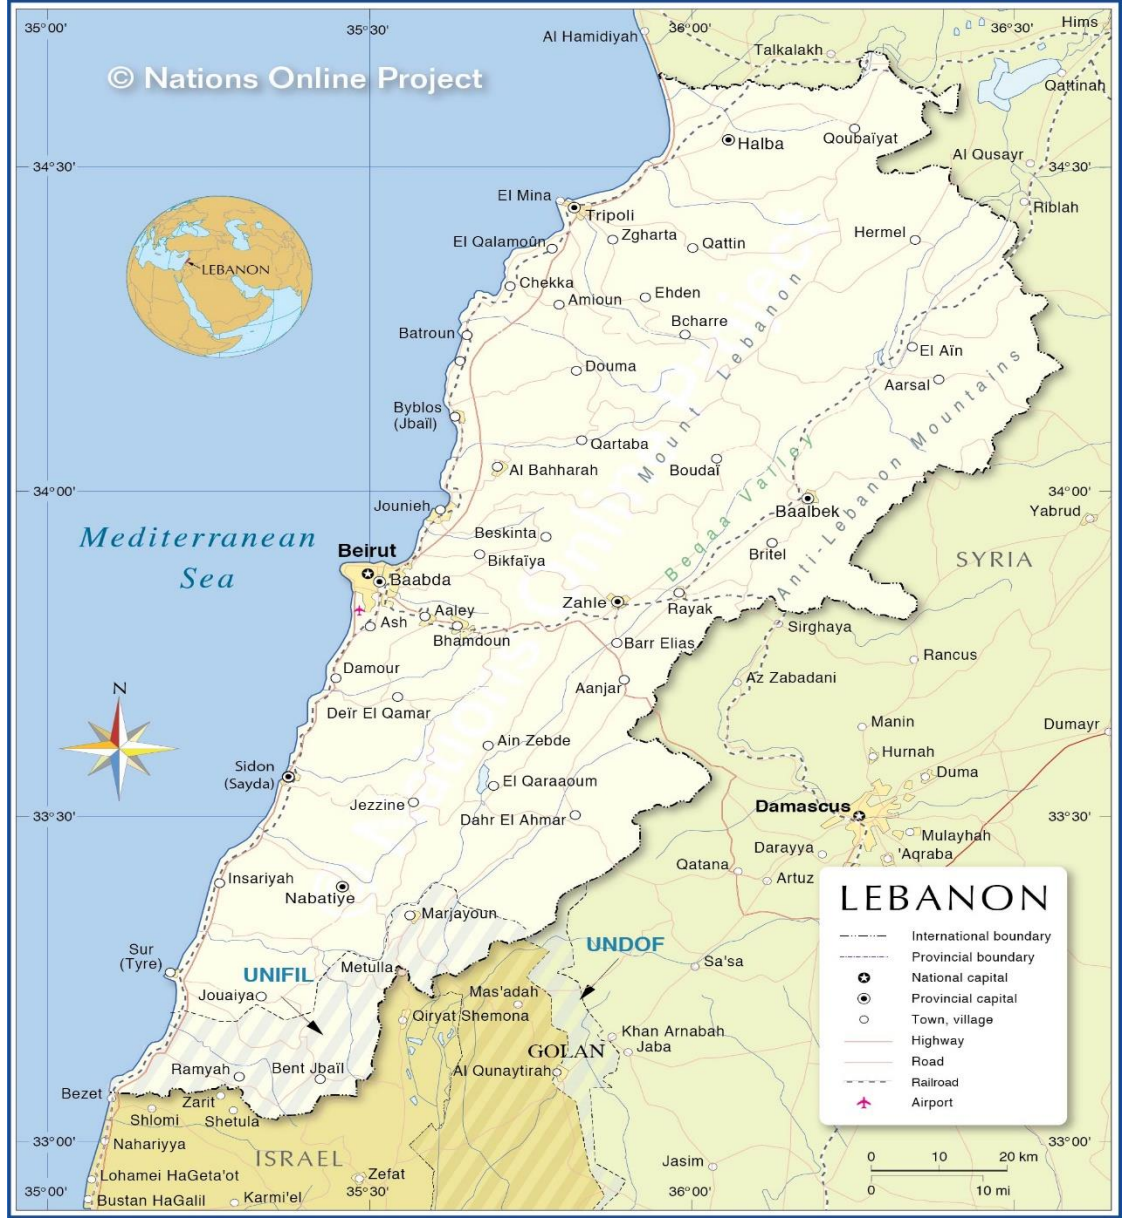 35°00'
35°30'
36°00'
36°30'
Hims
Al Hamidiyah
Talkalakh
© Nations Online Project
Qattinah
Halba
Qoubaïyat
34°30'
34°30'
Al Qusayr
El Mina
Tripoli
Riblah
El Qalamoûn
Zgharta
Qattin
Hermel
LEBANON
Chekka
Amioun
Ehden
Bcharre
Batroun
El Aïn
Douma
Aarsal
Byblos
(Jbaïl)
Mount Lebanon
Qartaba
Al Bahharah
Boudaï
Beqaa Valley
Anti-Lebanon Mountains
34°00'
34°00'
Jounieh
Baalbek
Yabrud
Mediterranean
Sea
Beskinta
Beirut
Bikfaïya
Britel
SYRIA
Baabda
Zahle
Rayak
Aaley
Ash
Bhamdoun
Sirghaya
Barr Elias
Rancus
Damour
Aanjar
Az Zabadani
Deïr El Qamar
N
Manin
Dumayr
Ain Zebde
Hurnah
Sidon
(Sayda)
El Qaraaoum
Duma
Jezzine
Damascus
Dahr El Ahmar
33°30'
33°30'
Mulayhah
Darayya
'Aqraba
Qatana
Artuz
Insariyah
Nabatiye
Marjayoun
LEBANON
International boundary
Provincial boundary
National capital
Provincial capital
Town, village
Highway
Road
Railroad
Airport
Sur
(Tyre)
UNIFIL
Metulla
UNDOF
Sa'sa
Jouaiya
Mas'adah
Qiryat Shemona
Khan Arnabah
GOLAN
Jaba
Ramyah
Bent Jbaïl
Al Qunaytirah
Bezet
Zarit
Shlomi
Shetula
33°00'
33°00'
Nahariyya
ISRAEL
Jasim
0 10 20 km
0 10 mi
Lohamei HaGeta'ot
Zefat
Bustan HaGalil
Karmi'el
35°00'
35°30'
36°00'
© Nations Online Project